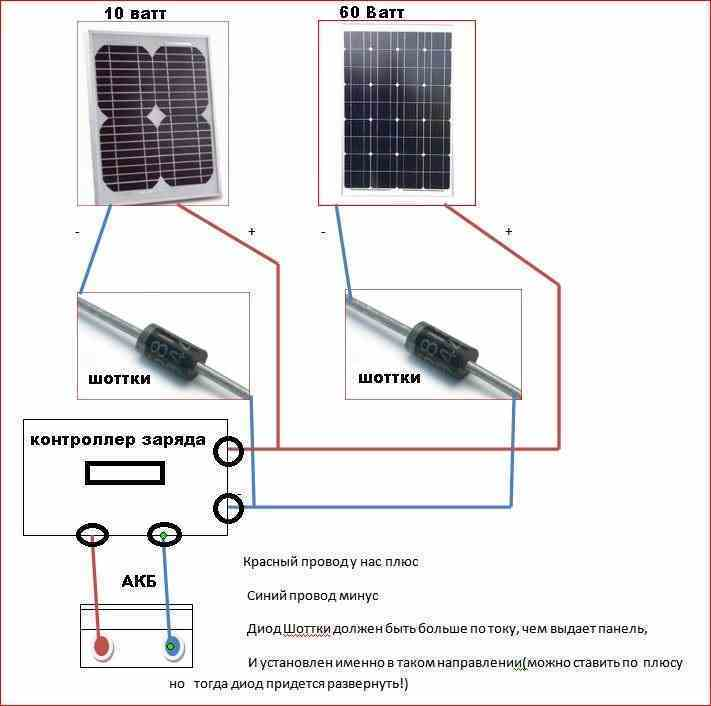 10 ватт
60 Ватт
- + - +
шоттки
шоттки
контроллер заряда
-
АКБ
Красный провод у нас плюс
Синий провод минус
Диод Шоттки должен быть больше по току, чем выдает панель,
И установлен именно в таком направлении(можно ставить по плюсу
но тогда диод придется развернуть!)